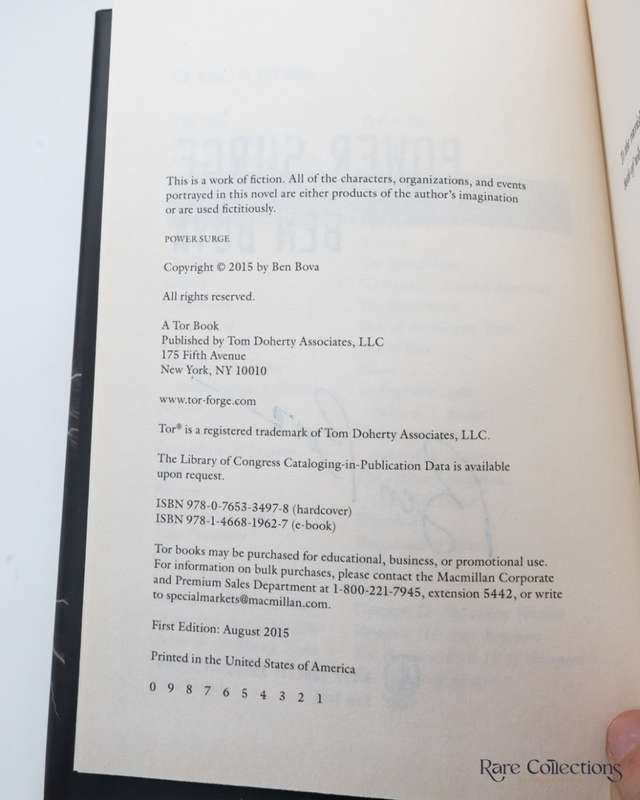 This is a work of fiction. All of the characters, organizations, and events
portrayed in this novel are either products of the author's imagination
or are used fictitiously.
POWER SURGE
Copyright © 2015 by Ben Bova
All rights reserved.
A Tor Book
Published by Tom Doherty Associates, LLC
175 Fifth Avenue
New York, NY 10010
www.tor-forge.com
Tor® is a registered trademark of Tom Doherty Associates, LLC.
The Library of Congress Cataloging-in-Publication Data is available
upon request.
ISBN 978-0-7653-3497-8 (hardcover)
ISBN 978-1-4668-1962-7 (e-book)
Tor books may be purchased for educational, business, or promotional use.
For information on bulk purchases, please contact the Macmillan Corporate
and Premium Sales Department at 1-800-221-7945, extension 5442, or write
to specialmarkets@macmillan.com.
First Edition: August 2015
Printed in the United States of America
0 9 8 7 6 5 4 3 2 1
Rare Collections